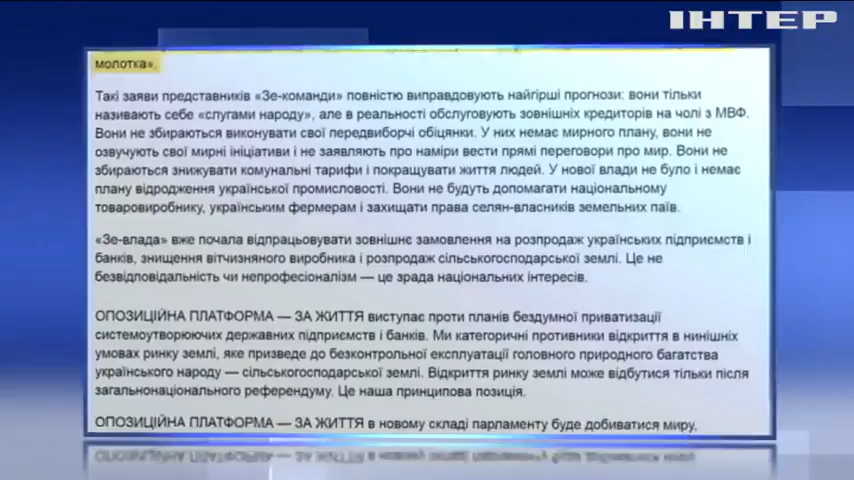 ІНТЕР
молотка».
Такі заяви представників «Зе-команди» повністю виправдовують найгірші прогнози: вони тільки
називають себе «слугами народу», але в реальності обслуговують зовнішніх кредиторів на чолі з МВФ.
Вони не збираються виконувати свої передвиборчі обіцянки. У них немає мирного плану, вони не
озвучують свої мирні ініціативи і не заявляють про наміри вести прямі переговори про мир. Вони не
збираються знижувати комунальні тарифи і покращувати життя людей. У нової влади не було і немає
плану відродження української промисловості. Вони не будуть допомагати національному
товаровиробнику, українським фермерам і захищати права селян-власників земельних паїв.
«Зе-влада» вже почала відпрацьовувати зовнішнє замовлення на розпродаж українських підприємств і
банків, знищення вітчизняного виробника і розпродаж сільськогосподарської землі. Це не
безвідповідальність чи непрофесіоналізм — це зрада національних інтересів.
ОПОЗИЦІЙНА ПЛАТФОРМА — ЗА ЖИТТЯ виступає проти планів бездумної приватизації
системоутворюючих державних підприємств і банків. Ми категоричні противники відкриття в нинішніх
умовах ринку землі, яке призведе до безконтрольної експлуатації головного природного багатства
українського народу — сільськогосподарської землі. Відкриття ринку землі може відбутися тільки після
загальнонаціонального референдуму. Це наша принципова позиція.
ОПОЗИЦІЙНА ПЛАТФОРМА — ЗА ЖИТТЯ в новому складі парламенту буде добиватися миру,